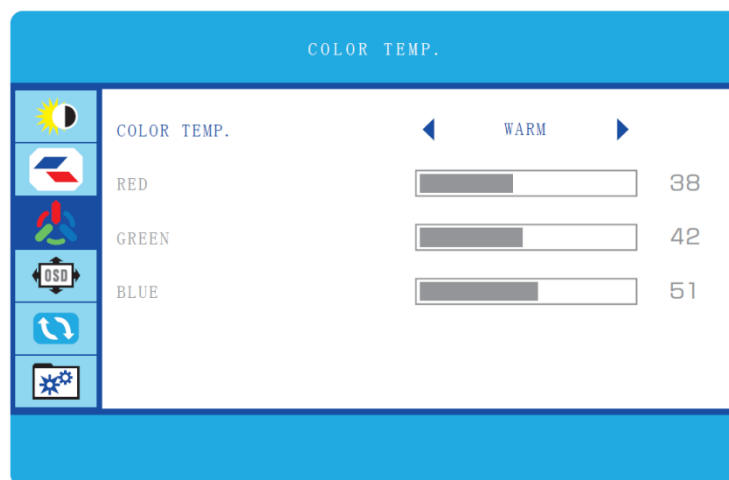 COLOR TEMP.
COLOR TEMP. WARM
RED 38
GREEN 42
OSD
BLUE 51